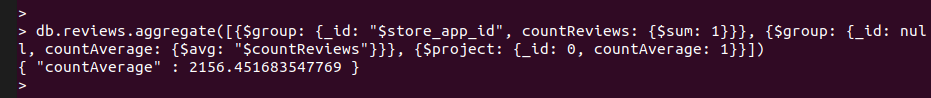 >
> db.reviews.aggregate([{$group: {_id: "$store_app_id", countReviews: {$sum: 1}}}, {$group: {_id: nul
l, countAverage: {$avg: "$countReviews"}}}, {$project: {_id: 0, countAverage: 1}}])
{ "countAverage" : 2156.451683547769 }
>